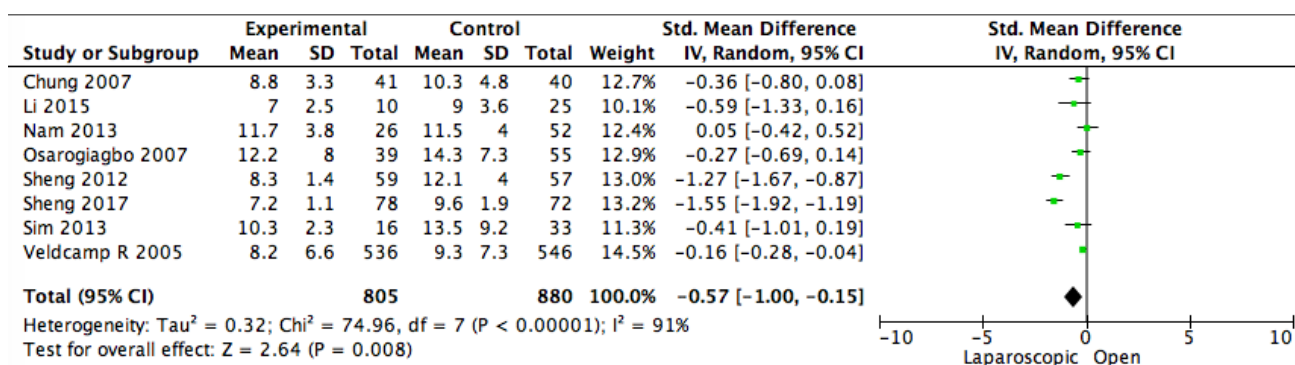 Experimental Control Std. Mean Difference Std. Mean Difference
Study or Subgroup Mean SD Total Mean SD Total Weight IV, Random, 95% CI IV, Random, 95% CI
Chung 2007 8.8 3.3 41 10.3 4.8 40 12.7% −0.36 [−0.80, 0.08]
Li 2015 7 2.5 10 9 3.6 25 10.1% −0.59 [−1.33, 0.16]
Nam 2013 11.7 3.8 26 11.5 4 52 12.4% 0.05 [−0.42, 0.52]
Osarogiagbo 2007 12.2 8 39 14.3 7.3 55 12.9% −0.27 [−0.69, 0.14]
Sheng 2012 8.3 1.4 59 12.1 4 57 13.0% −1.27 [−1.67, −0.87]
Sheng 2017 7.2 1.1 78 9.6 1.9 72 13.2% −1.55 [−1.92, −1.19]
Sim 2013 10.3 2.3 16 13.5 9.2 33 11.3% −0.41 [−1.01, 0.19]
Veldcamp R 2005 8.2 6.6 536 9.3 7.3 546 14.5% −0.16 [−0.28, −0.04]
Total (95% CI) 805 880 100.0% −0.57 [−1.00, −0.15]
Heterogeneity: Tau² = 0.32; Chi² = 74.96, df = 7 (P < 0.00001); I² = 91%
Test for overall effect: Z = 2.64 (P = 0.008)
−10 −5 0 5 10
Laparoscopic Open